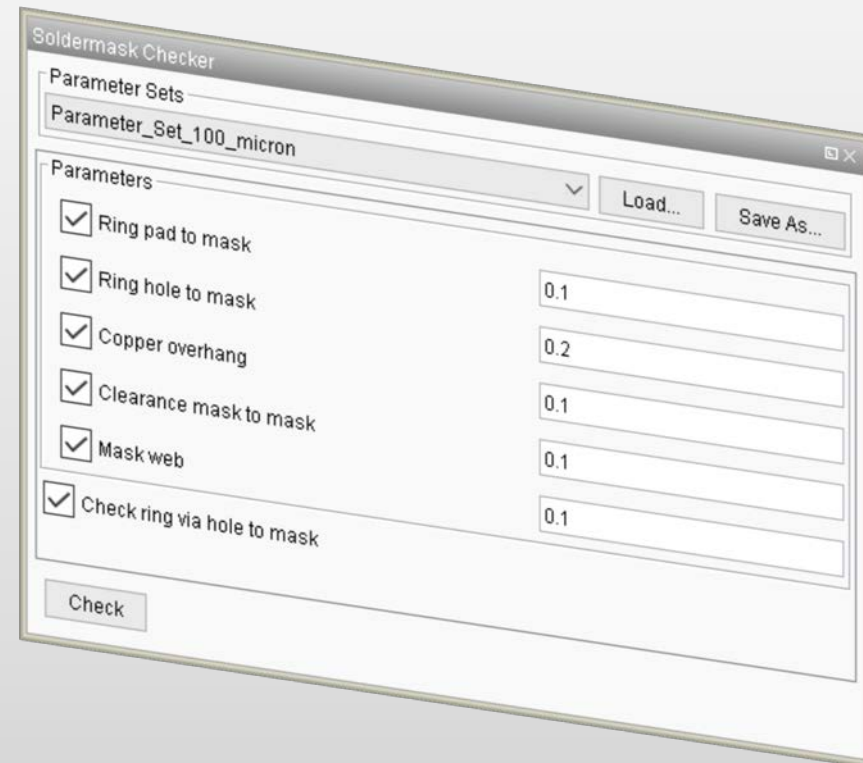 Soldermask Checker
Parameter Sets
Parameter_Set_100_micron
Load...
Save As...
Parameters
Ring pad to mask
0.1
Ring hole to mask
0.2
Copper overhang
0.1
Clearance mask to mask
0.1
Mask web
0.1
Check ring via hole to mask
Check